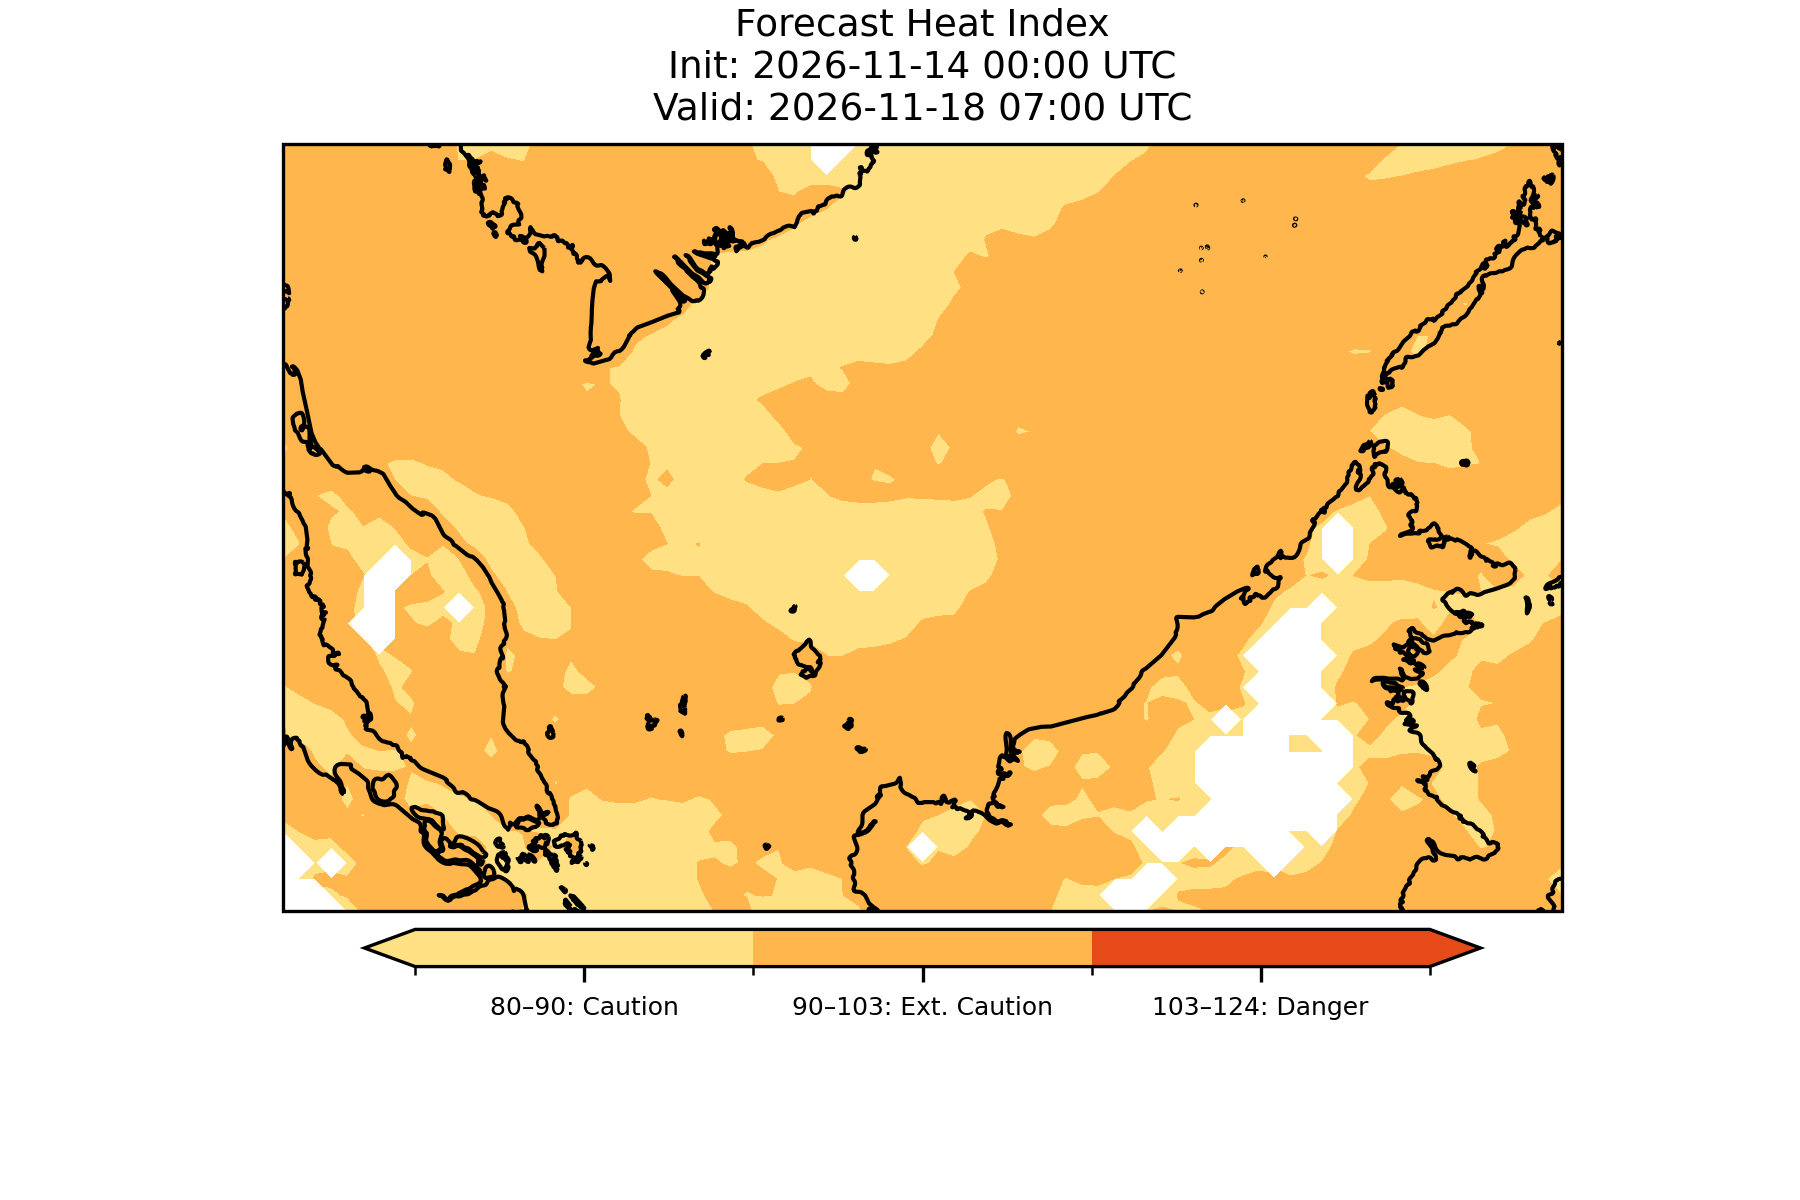 Forecast Heat Index
Init: 2026-11-14 00:00 UTC
Valid: 2026-11-18 07:00 UTC
80–90: Caution
90–103: Ext. Caution
103–124: Danger